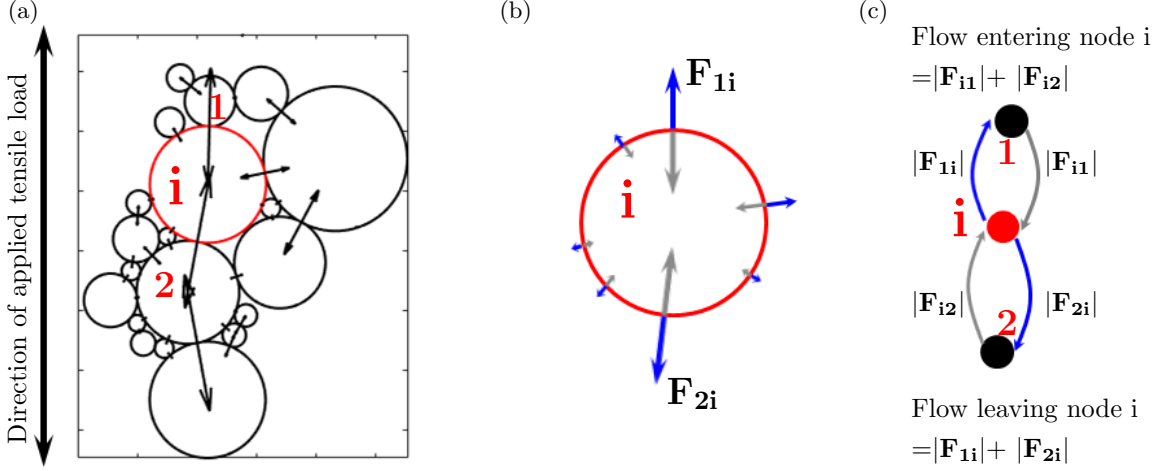 (a)
Direction of applied tensile load
1
i
2
(b)
F1i
i
F2i
(c)
Flow entering node i
=|Fi1|+ |Fi2|
1
|F1i|
|Fi1|
i
|Fi2|
|F2i|
2
Flow leaving node i
=|F1i|+ |F2i|